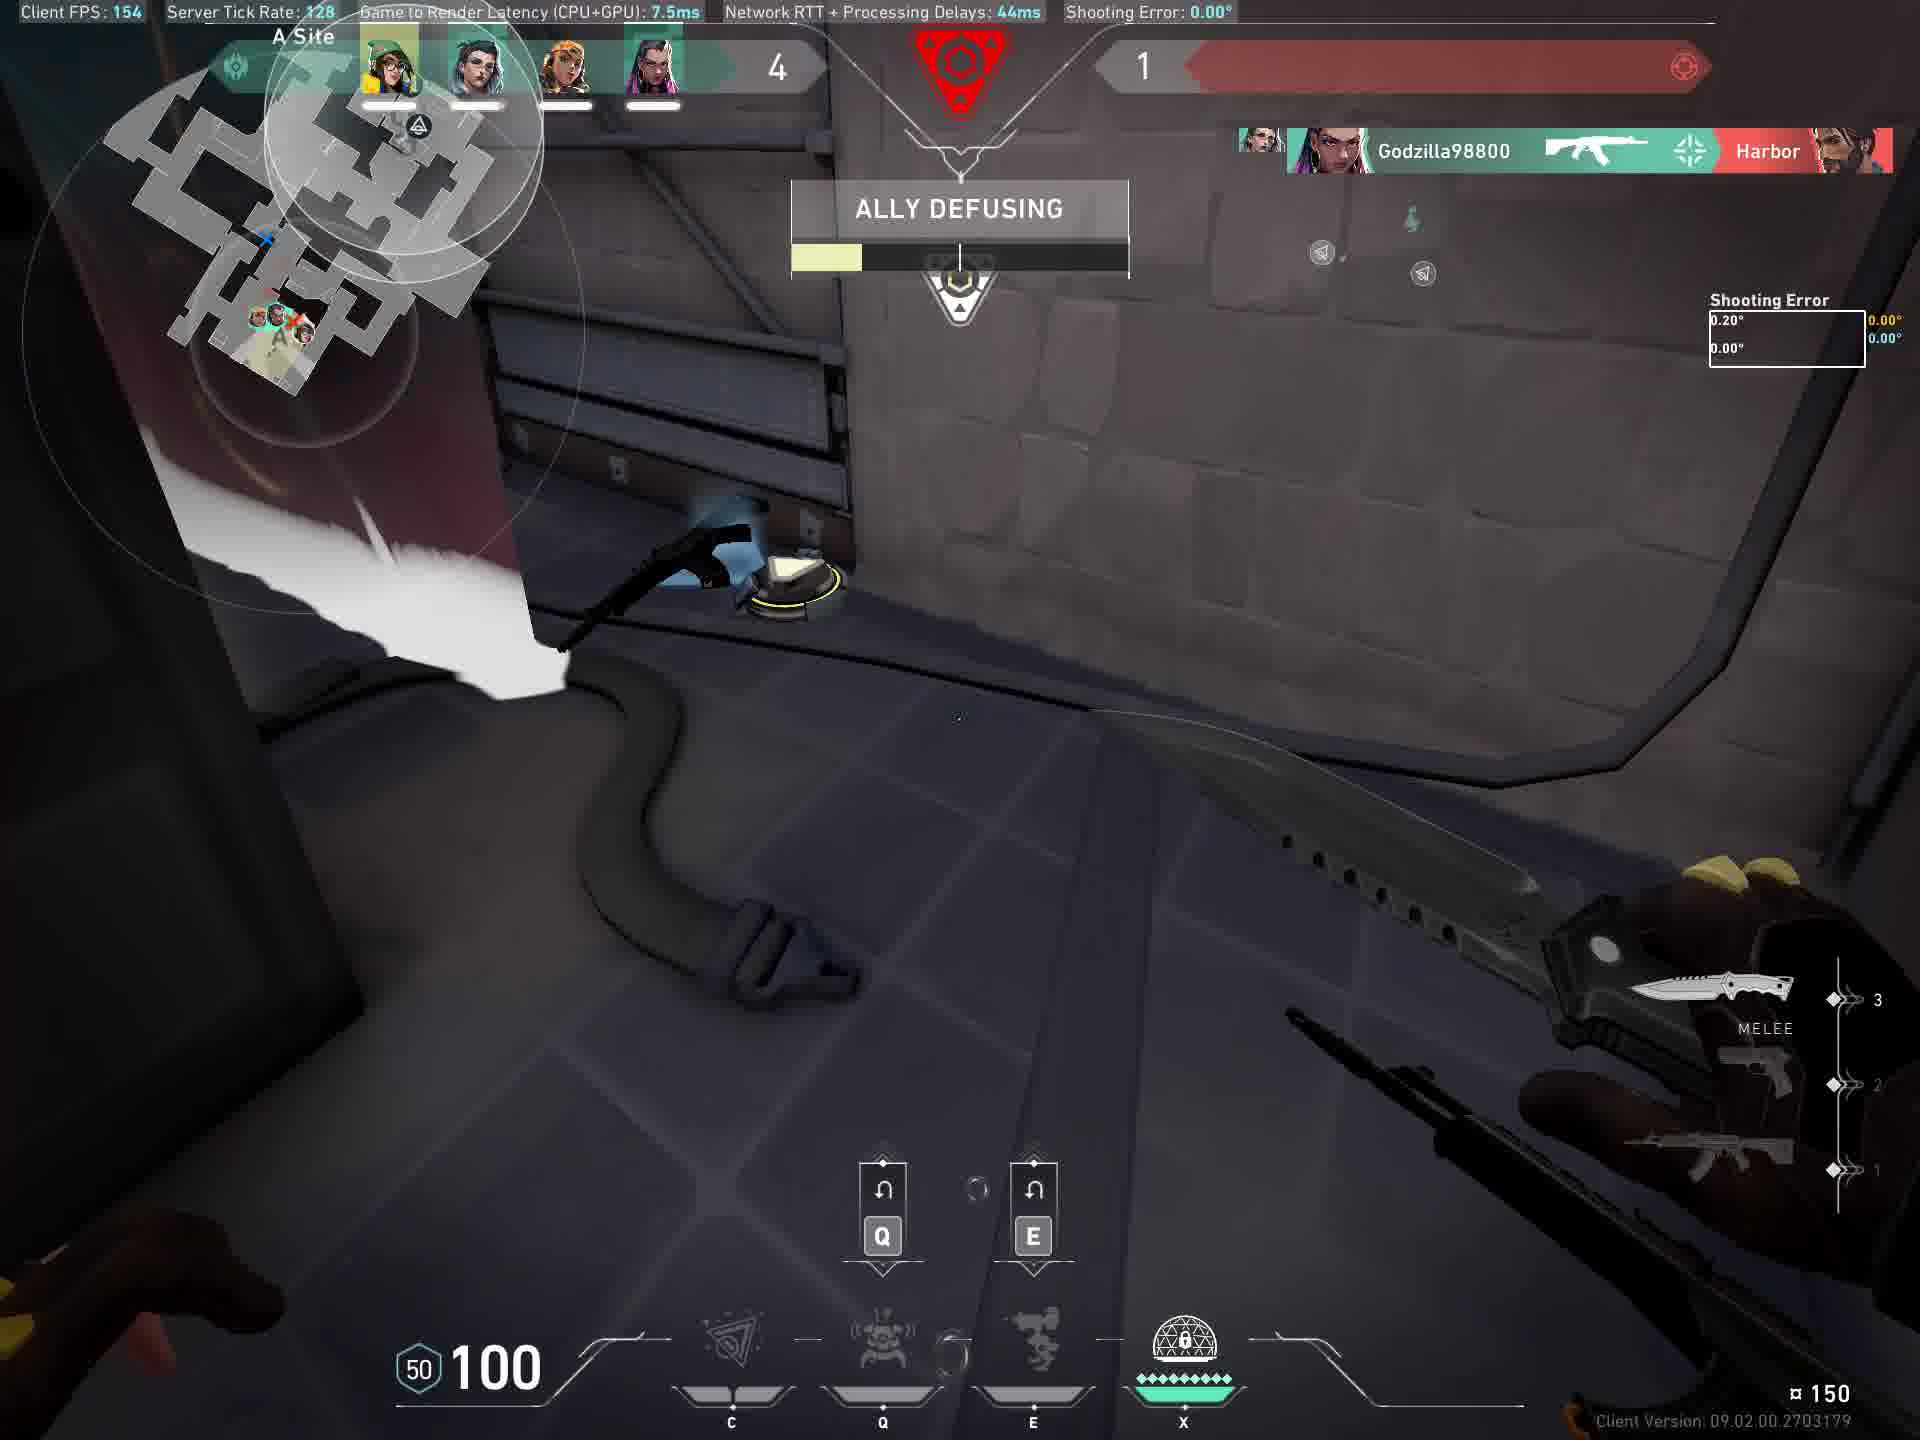 Client FPS: 154
Server Tick Rate: 128
Game to Render Latency (CPU+GPU): 7.5ms
Network RTT + Processing Delays: 44ms
Shooting Error: 0.00°
A Site
4
1
Godzilla98800
Harbor
ALLY DEFUSING
Shooting Error
0.20°
0.00°
0.00°
0.00°
A
3
MELEE
2
1
Q
E
50
100
C
Q
E
X
¤ 150
Client Version: 09.02.00.2703179